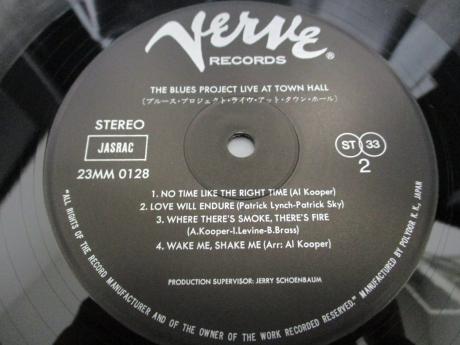 Verve
RECORDS ®
THE BLUES PROJECT LIVE AT TOWN HALL
(ブルース・プロジェクト・ライヴ・アット・タウン・ホール)
STEREO
JASRAC
23MM 0128
ST 33
2
1. NO TIME LIKE THE RIGHT TIME (Al Kooper)
2. LOVE WILL ENDURE (Patrick Lynch-Patrick Sky)
3. WHERE THERE'S SMOKE, THERE'S FIRE
(A.Kooper-I.Levine-B.Brass)
4. WAKE ME, SHAKE ME (Arr: Al Kooper)
PRODUCTION SUPERVISOR: JERRY SCHOENBAUM
"ALL RIGHTS OF THE RECORD MANUFACTURER AND OF THE OWNER OF THE WORK RECORDED RESERVED." MANUFACTURED BY POLYDOR K. K., JAPAN